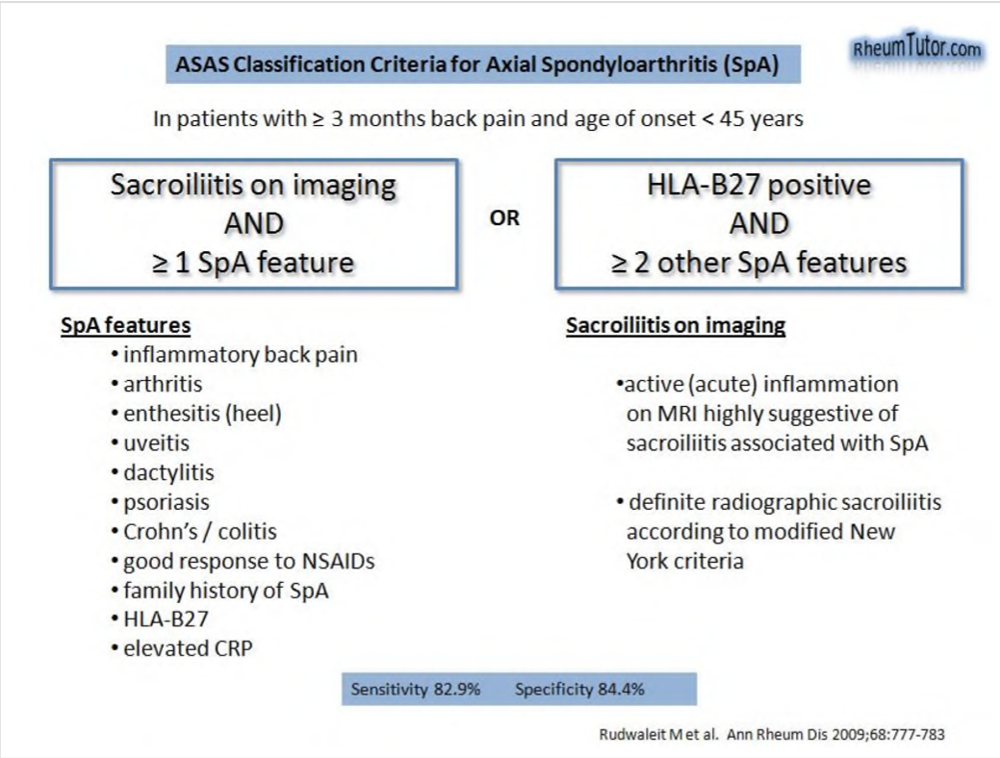 RheumTutor.com
ASAS Classification Criteria for Axial Spondyloarthritis (SpA)
In patients with ≥ 3 months back pain and age of onset < 45 years
Sacroiliitis on imaging
AND
≥ 1 SpA feature
OR
HLA-B27 positive
AND
≥ 2 other SpA features
SpA features
• inflammatory back pain
• arthritis
• enthesitis (heel)
• uveitis
• dactylitis
• psoriasis
• Crohn's / colitis
• good response to NSAIDs
• family history of SpA
• HLA-B27
• elevated CRP
Sacroiliitis on imaging
•active (acute) inflammation
on MRI highly suggestive of
sacroiliitis associated with SpA
• definite radiographic sacroiliitis
according to modified New
York criteria
Sensitivity 82.9% Specificity 84.4%
Rudwaleit M et al. Ann Rheum Dis 2009;68:777-783